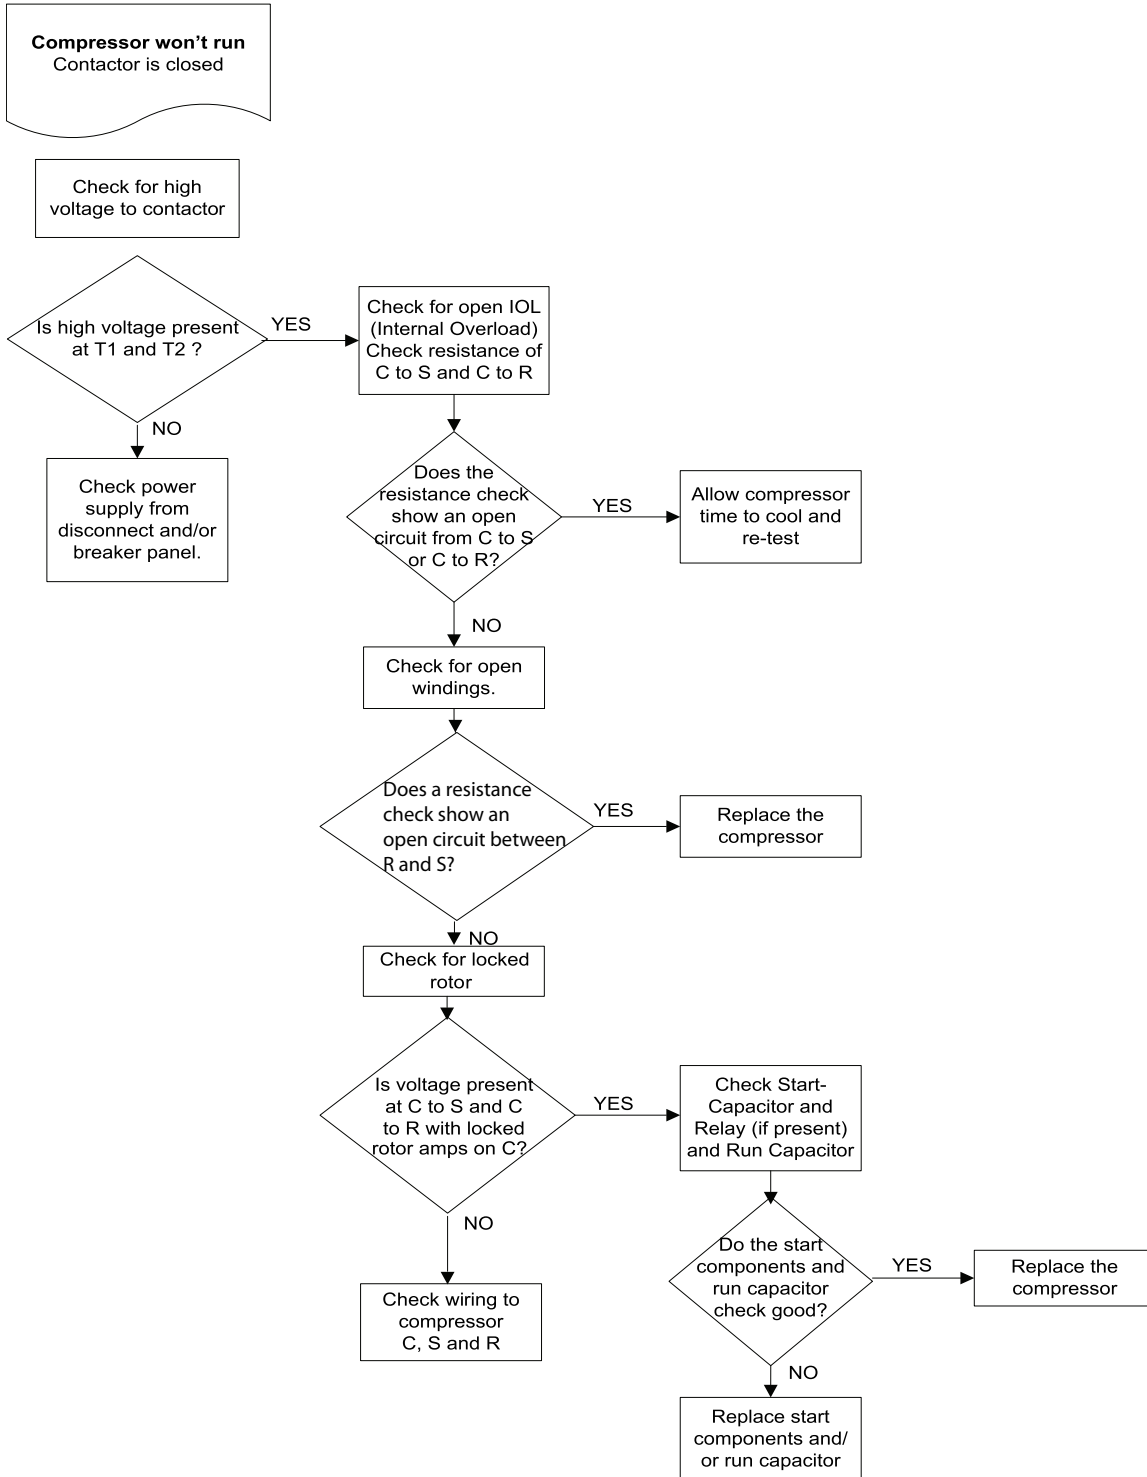 Compressor won't run
Contactor is closed
Check for high
voltage to contactor
Is high voltage present
at T1 and T2 ?
YES
NO
Check power
supply from
disconnect and/or
breaker panel.
Check for open IOL
(Internal Overload)
Check resistance of
C to S and C to R
Does the
resistance check
show an open
circuit from C to S
or C to R?
YES
Allow compressor
time to cool and
re-test
NO
Check for open
windings.
Does a resistance
check show an
open circuit between
R and S?
YES
Replace the
compressor
NO
Check for locked
rotor
Is voltage present
at C to S and C
to R with locked
rotor amps on C?
YES
NO
Check wiring to
compressor
C, S and R
Check Start-
Capacitor and
Relay (if present)
and Run Capacitor
Do the start
components and
run capacitor
check good?
YES
Replace the
compressor
NO
Replace start
components and/
or run capacitor